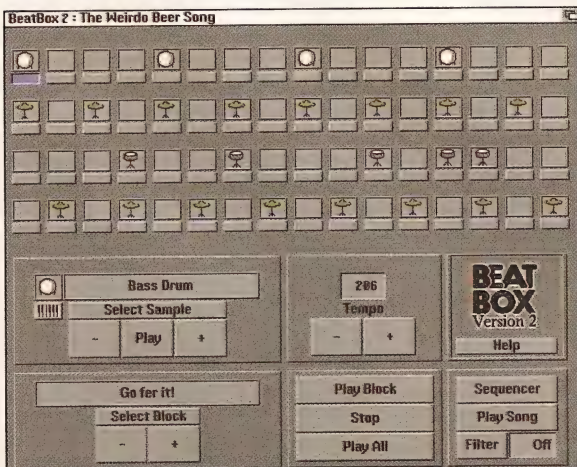 BeatBox 2 : The Weirdo Beer Song
Bass Drum
Select Sample
- Play +
206
Tempo
- +
BEAT
BOX
Version 2
Help
Go fer it!
Select Block
- +
Play Block
Stop
Play All
Sequencer
Play Song
Filter Off